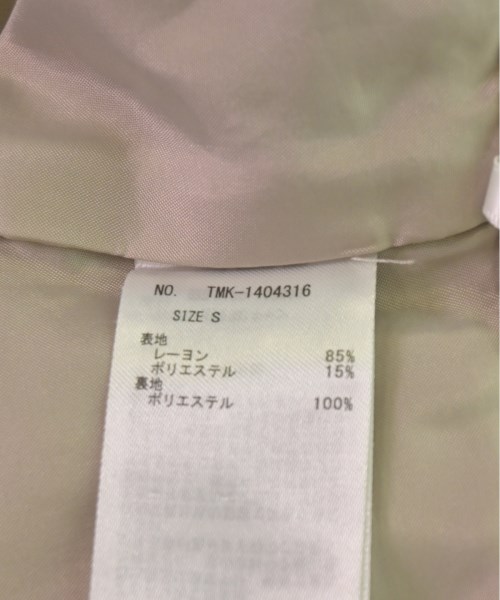 NO. TMK-1404316
SIZE S
表地
レーヨン 85%
ポリエステル 15%
裏地
ポリエステル 100%